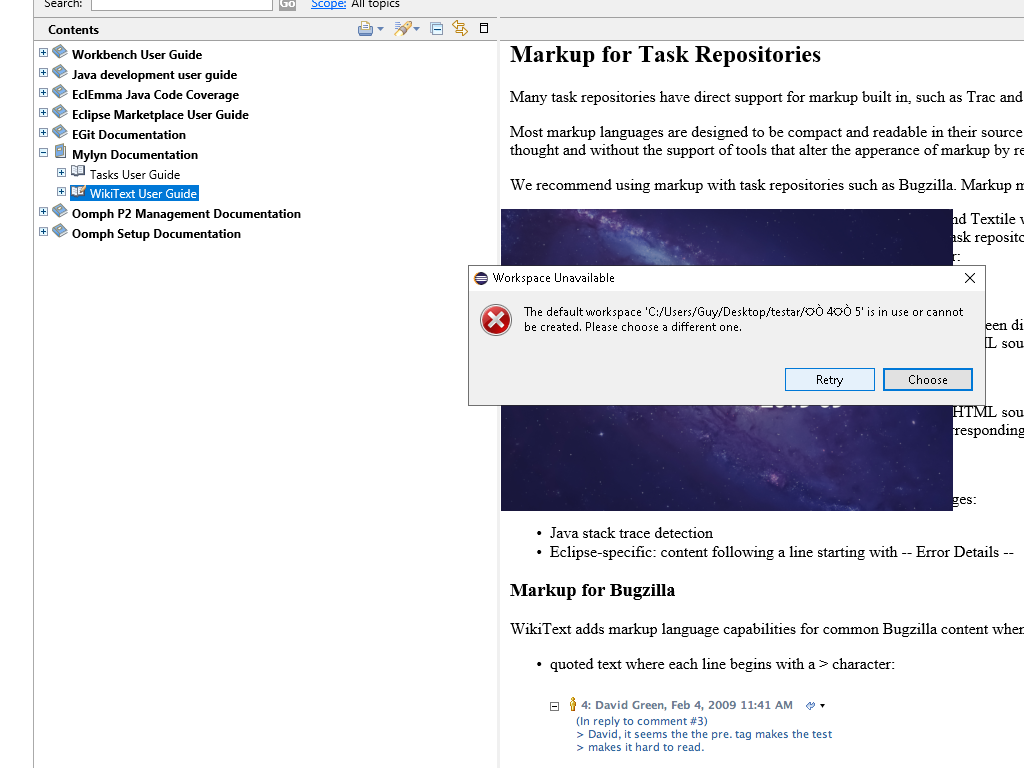 Search: Go Scope: All topics
Contents
Workbench User Guide
Java development user guide
EclEmma Java Code Coverage
Eclipse Marketplace User Guide
EGit Documentation
Mylyn Documentation
Tasks User Guide
WikiText User Guide
Oomph P2 Management Documentation
Oomph Setup Documentation
Markup for Task Repositories
Many task repositories have direct support for markup built in, such as Trac and
Most markup languages are designed to be compact and readable in their source
thought and without the support of tools that alter the apperance of markup by re
We recommend using markup with task repositories such as Bugzilla. Markup m
nd Textile
ask reposito
r:
Workspace Unavailable
The default workspace 'C:/Users/Guy/Desktop/testar/ⵚÒ 4ⵚÒ 5' is in use or cannot
be created. Please choose a different one.
Retry Choose
een di
L sou
HTML sou
rresponding
ges:
• Java stack trace detection
• Eclipse-specific: content following a line starting with -- Error Details --
Markup for Bugzilla
WikiText adds markup language capabilities for common Bugzilla content when
• quoted text where each line begins with a > character:
4: David Green, Feb 4, 2009 11:41 AM
(In reply to comment #3)
> David, it seems the the pre. tag makes the test
> makes it hard to read.